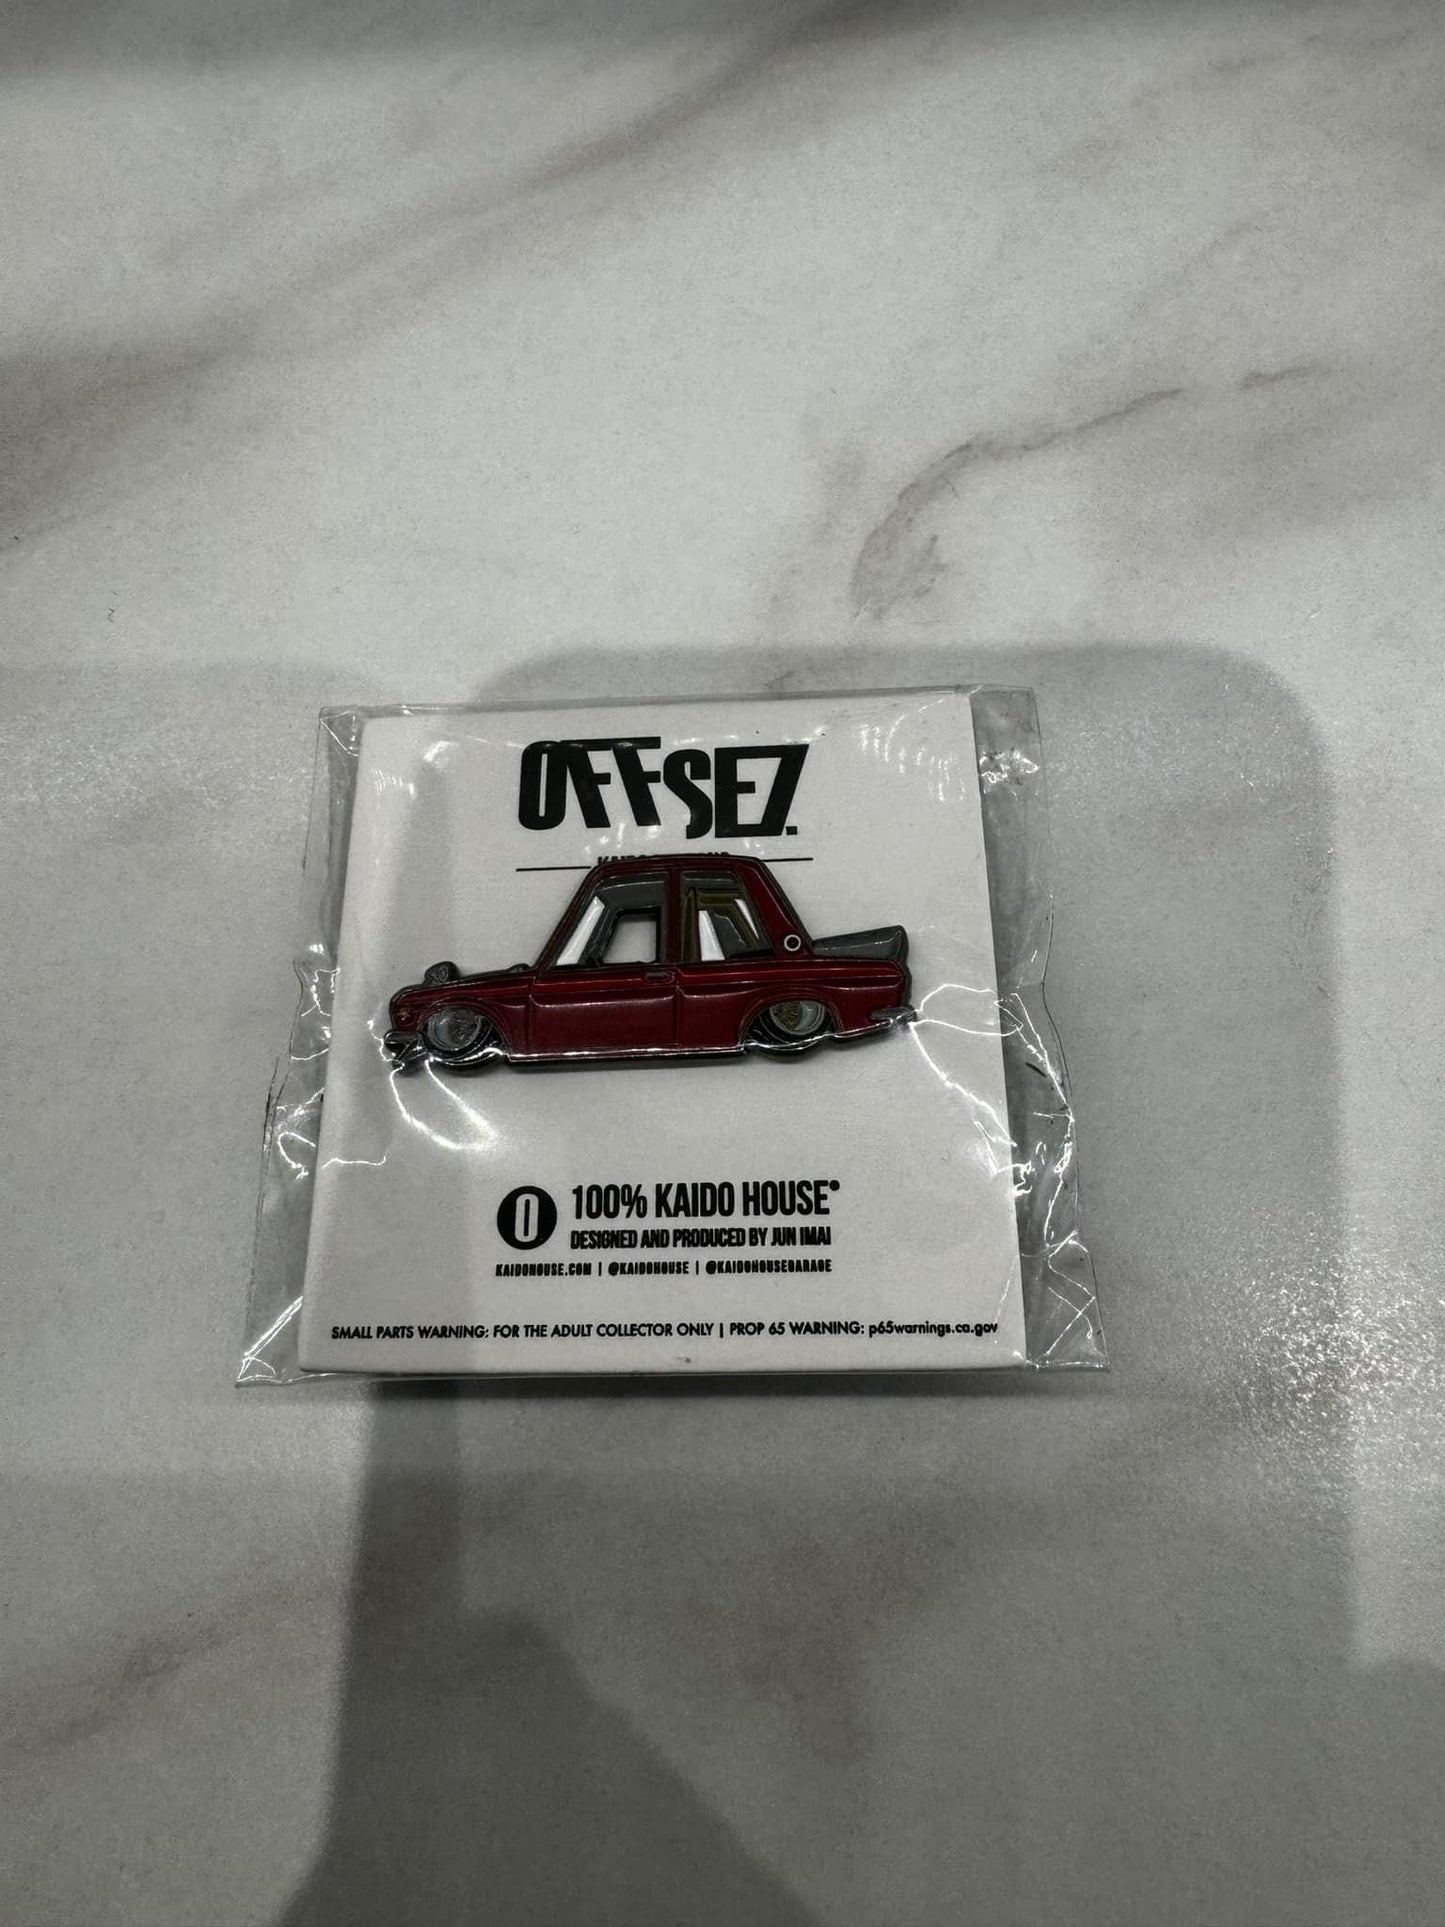 OFFSET.
0 100% KAIDO HOUSE®
DESIGNED AND PRODUCED BY JUN IMAI
KAIDOHOUSE.COM | @KAIDOHOUSE | @KAIDOHOUSEGARAGE
SMALL PARTS WARNING: FOR THE ADULT COLLECTOR ONLY | PROP 65 WARNING: p65warnings.ca.gov